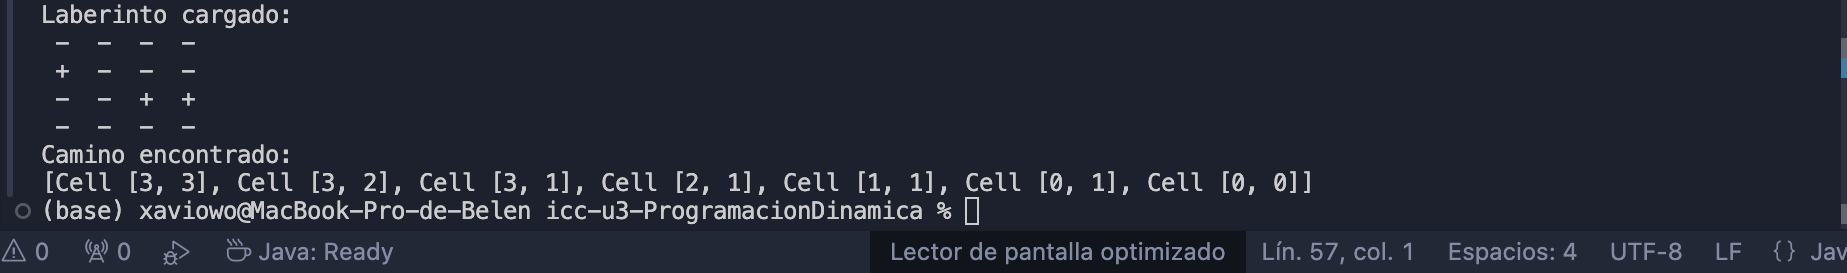 Laberinto cargado:
- - - -
+ - - -
- - + +
- - - -
Camino encontrado:
[Cell [3, 3], Cell [3, 2], Cell [3, 1], Cell [2, 1], Cell [1, 1], Cell [0, 1], Cell [0, 0]]
(base) xaviowo@MacBook-Pro-de-Belen icc-u3-ProgramacionDinamica %
0 0 Java: Ready Lector de pantalla optimizado Lín. 57, col. 1 Espacios: 4 UTF-8 LF {} Jav